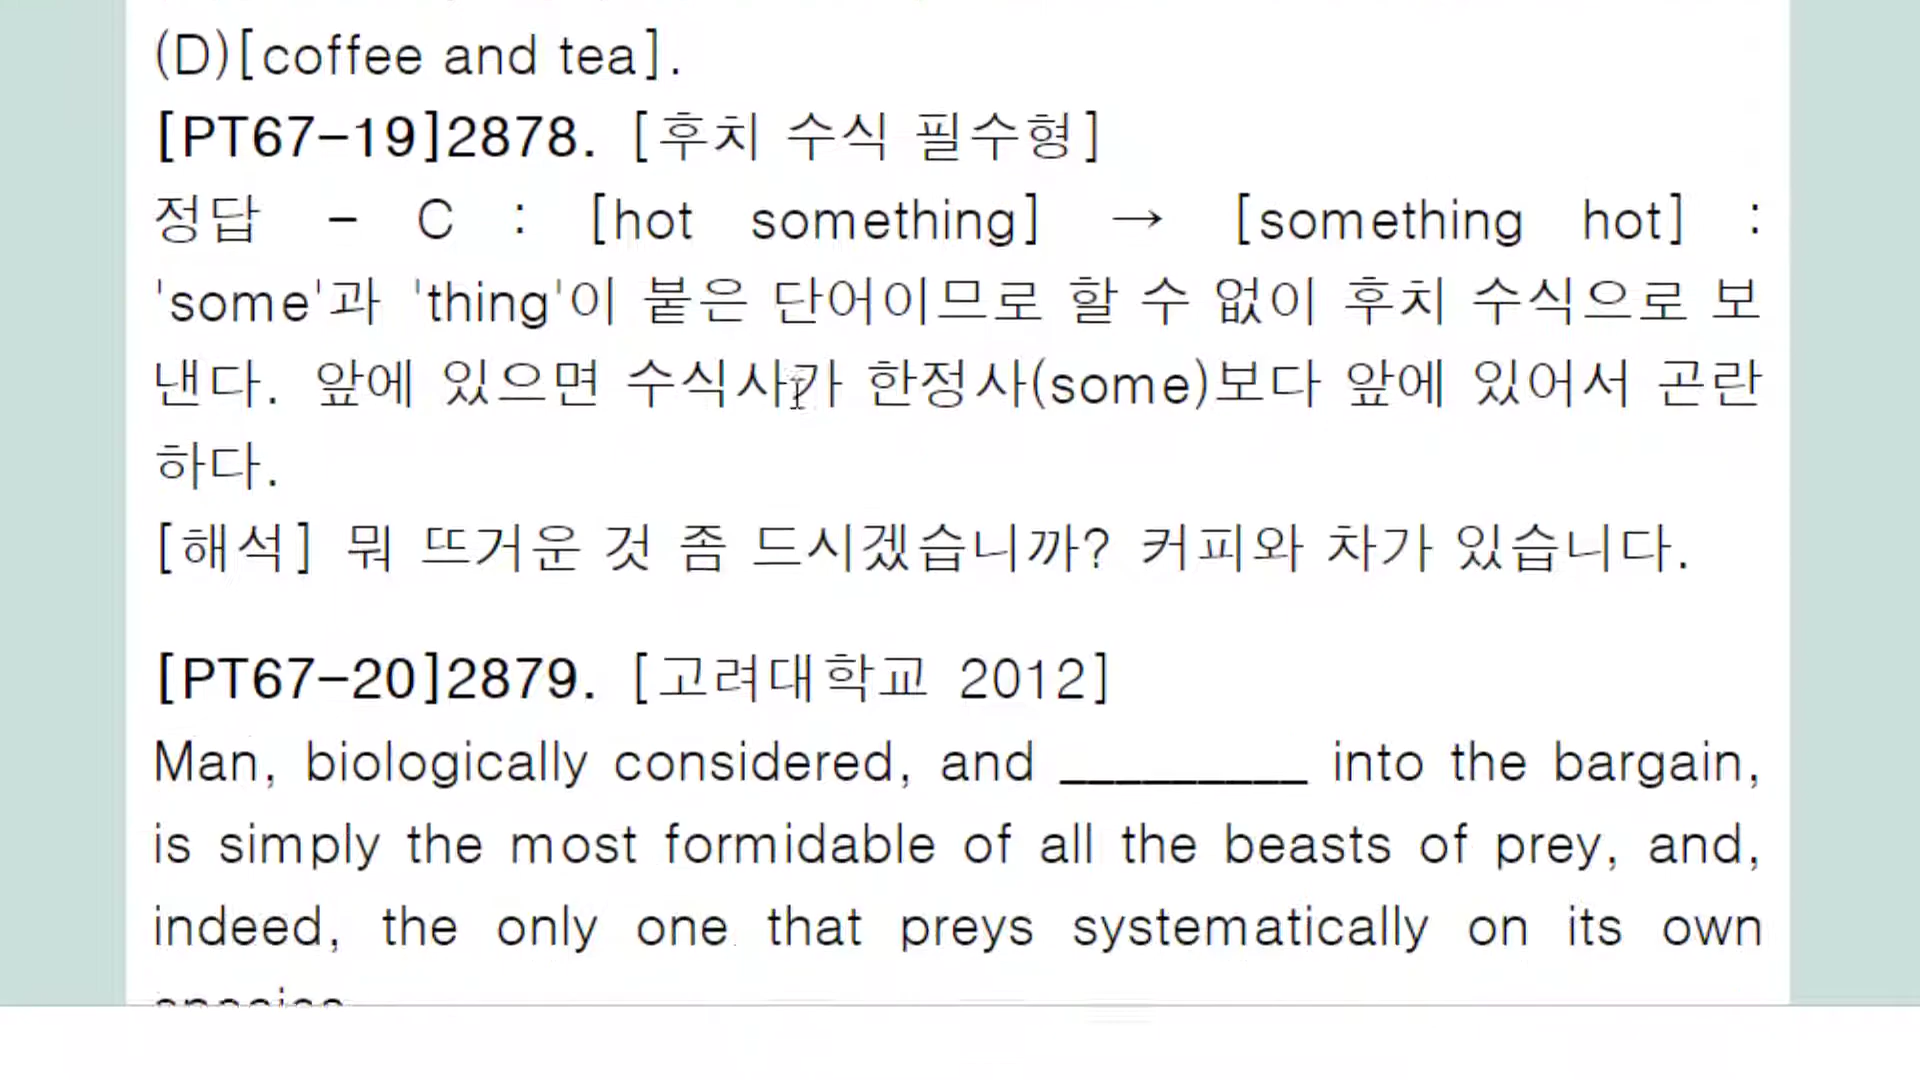 (D)[coffee and tea].
[PT67-19]2878. [후치 수식 필수형]
정답 - C : [hot something] → [something hot] :
'some'과 'thing'이 붙은 단어이므로 할 수 없이 후치 수식으로 보
낸다. 앞에 있으면 수식사가 한정사(some)보다 앞에 있어서 곤란
하다.
[해석] 뭐 뜨거운 것 좀 드시겠습니까? 커피와 차가 있습니다.
[PT67-20]2879. [고려대학교 2012]
Man, biologically considered, and _________ into the bargain,
is simply the most formidable of all the beasts of prey, and,
indeed, the only one that preys systematically on its own